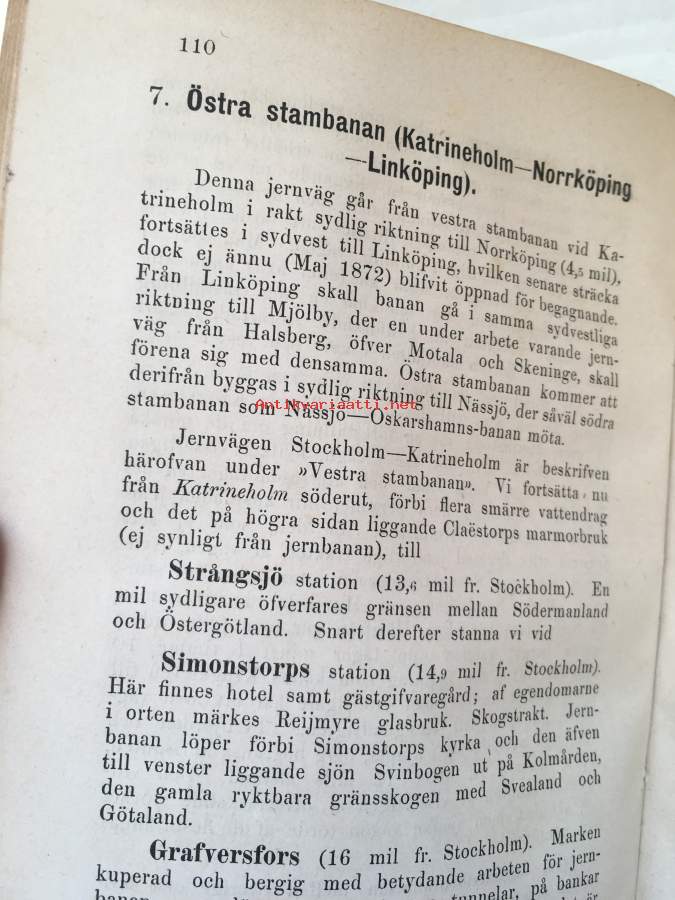 110
7. Östra stambanan (Katrineholm—Norrköping
—Linköping).
Denna jernväg går från vestra stambanan vid Ka-
trineholm i rakt sydlig riktning till Norrköping (4,5 mil),
fortsättes i sydvest till Linköping, hvilken senare sträcka
dock ej ännu (Maj 1872) blifvit öppnad för begagnande.
Från Linköping skall banan gå i samma sydvestliga
riktning till Mjölby, der en under arbete varande jern-
väg från Halsberg, öfver Motala och Skeninge, skall
förena sig med densamma. Östra stambanan kommer att
derifrån byggas i sydlig riktning till Nässjö, der såväl södra
stambanan som Nässjö—Oskarshamns-banan möta.
Antikvariaatti.net
Jernvägen Stockholm—Katrineholm är beskrifven
härofvan under »Vestra stambanan». Vi fortsätta nu
från Katrineholm söderut, förbi flera smärre vattendrag
och det på högra sidan liggande Claëstorps marmorbruk
(ej synligt från jernbanan), till
Strångsjö station (13,6 mil fr. Stockholm). En
mil sydligare öfverfares gränsen mellan Södermanland
och Östergötland. Snart derefter stanna vi vid
Simonstorps station (14,9 mil fr. Stockholm).
Här finnes hotel samt gästgifvaregård; af egendomarne
i orten märkes Reijmyre glasbruk. Skogstrakt. Jern-
banan löper förbi Simonstorps kyrka och den äfven
till venster liggande sjön Svinbogen ut på Kolmården,
den gamla ryktbara gränsskogen med Svealand och
Götaland.
Grafversfors (16 mil fr. Stockholm). Marken
kuperad och bergig med betydande arbeten för jern-
tunnelar, på bankar